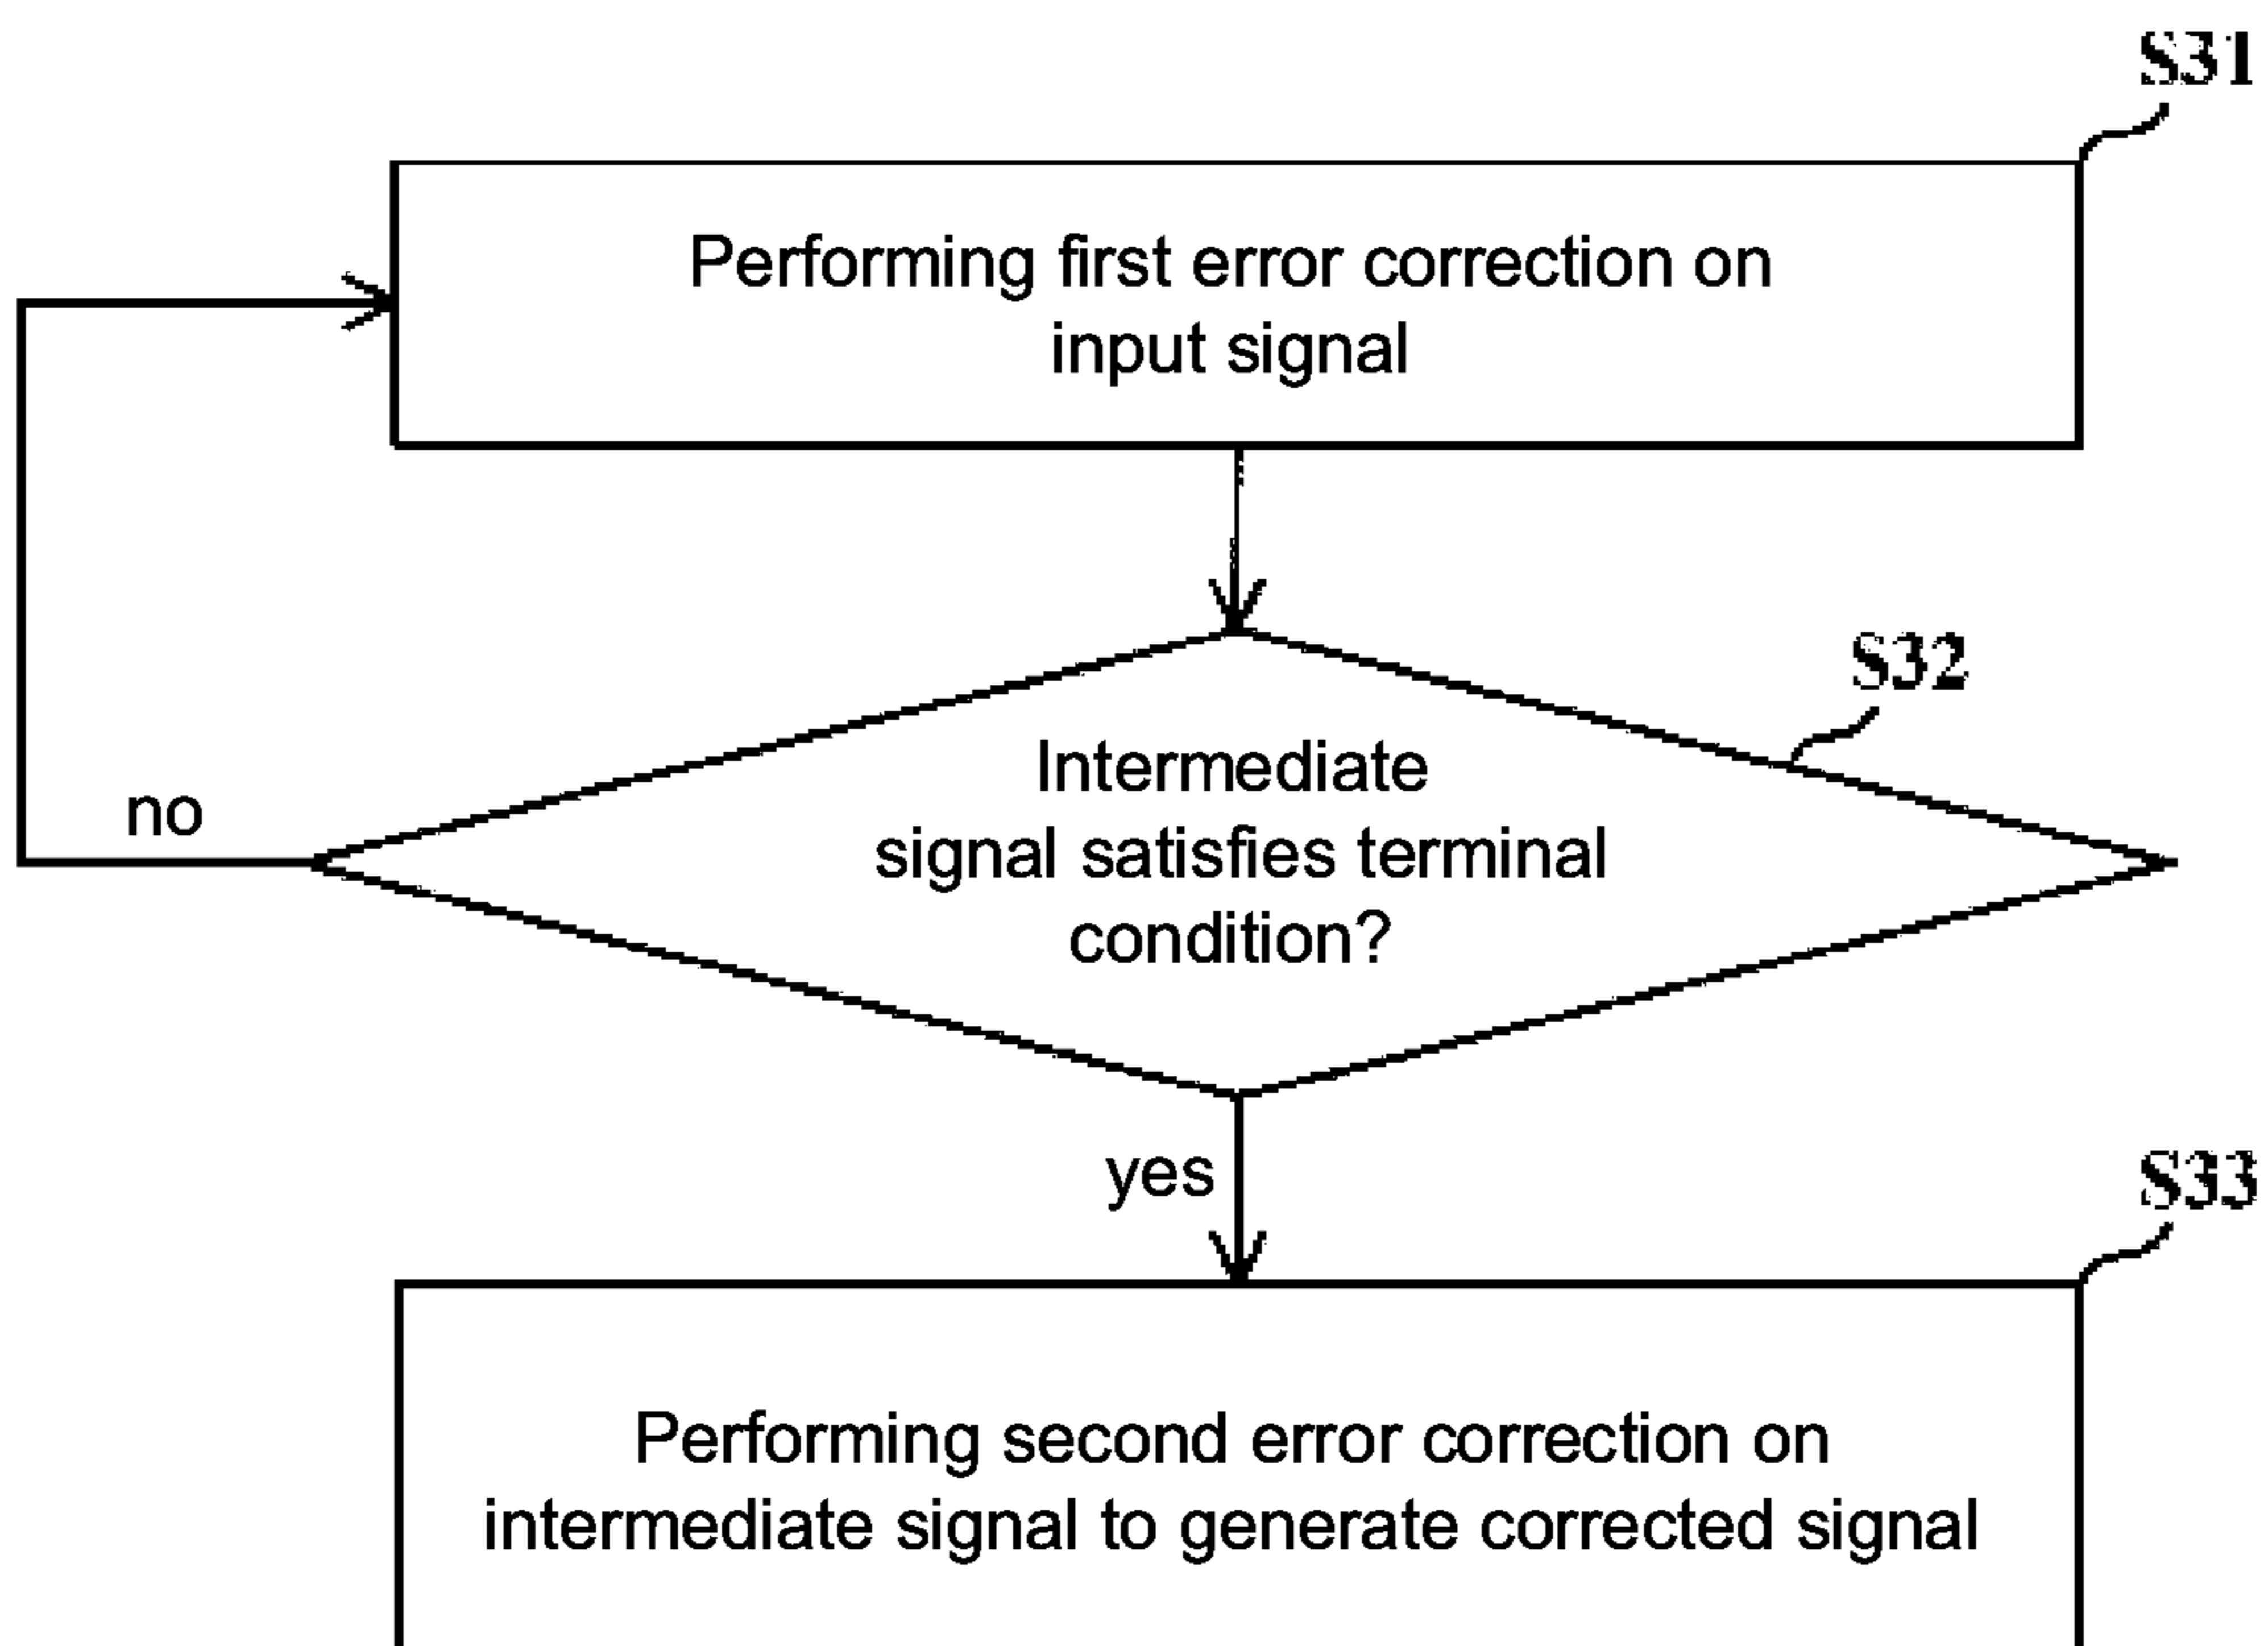 S31
Performing first error correction on
input signal
S32
Intermediate
signal satisfies terminal
condition?
no
yes
S33
Performing second error correction on
intermediate signal to generate corrected signal